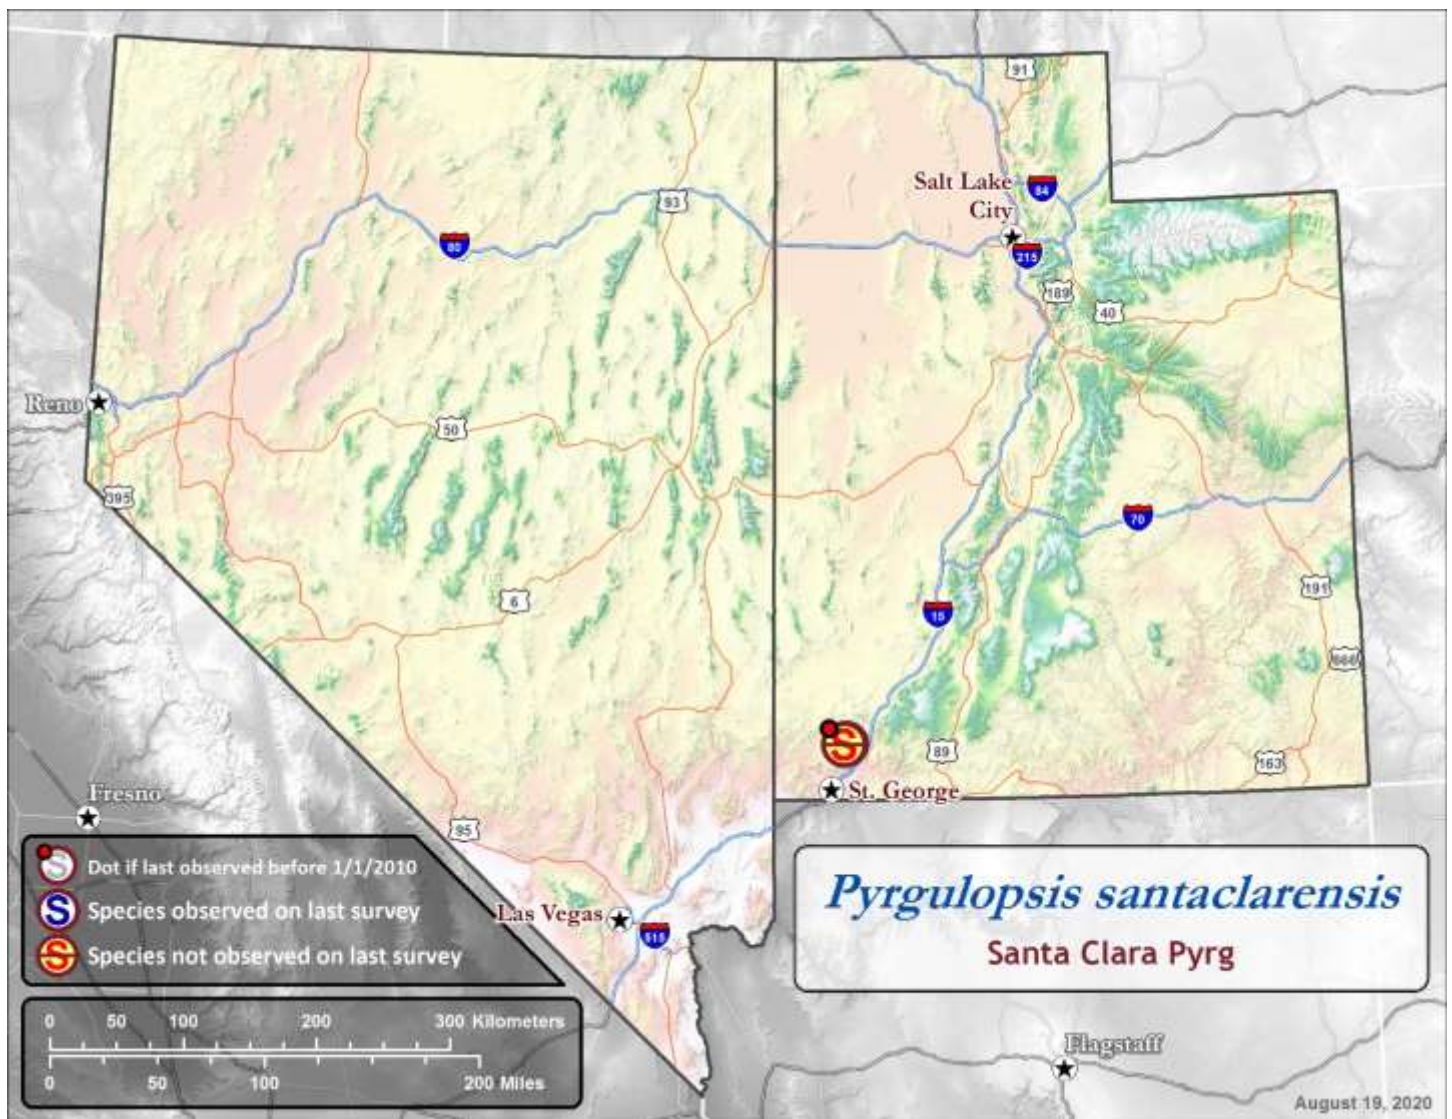 91
Salt Lake
City
84
93
80
215
189
40
Reno
50
395
70
6
191
15
666
S
89
163
St. George
Fresno
95
S
Dot if last observed before 1/1/2010
S
Species observed on last survey
S
Species not observed on last survey
Las Vegas
515
Pyrgulopsis santaclarensis
Santa Clara Pyrg
0 50 100 200 300 Kilometers
0 50 100 200 Miles
Flagstaff
August 19, 2020